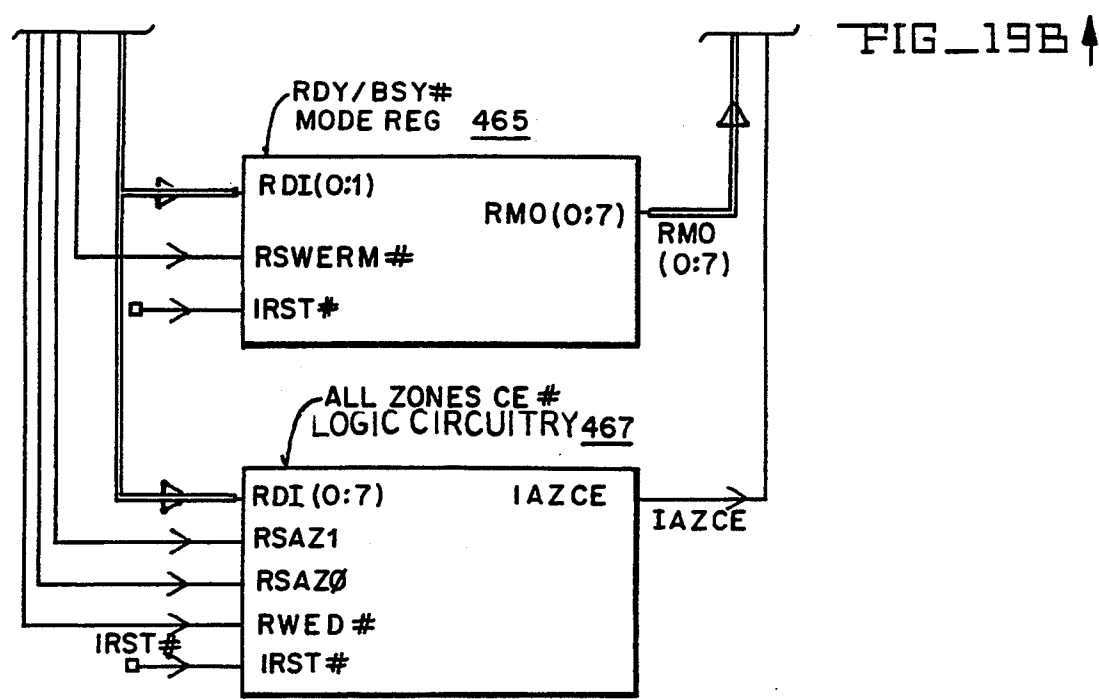 FIG_19B
RDY/BSY#
MODE REG 465
RDI(0:1)
RMO(0:7)
RSWERM#
RMO
(0:7)
IRST#
ALL ZONES CE#
LOGIC CIRCUITRY 467
RDI(0:7)
IAZCE
IAZCE
RSAZ1
RSAZØ
RWED#
IRST#
IRST#